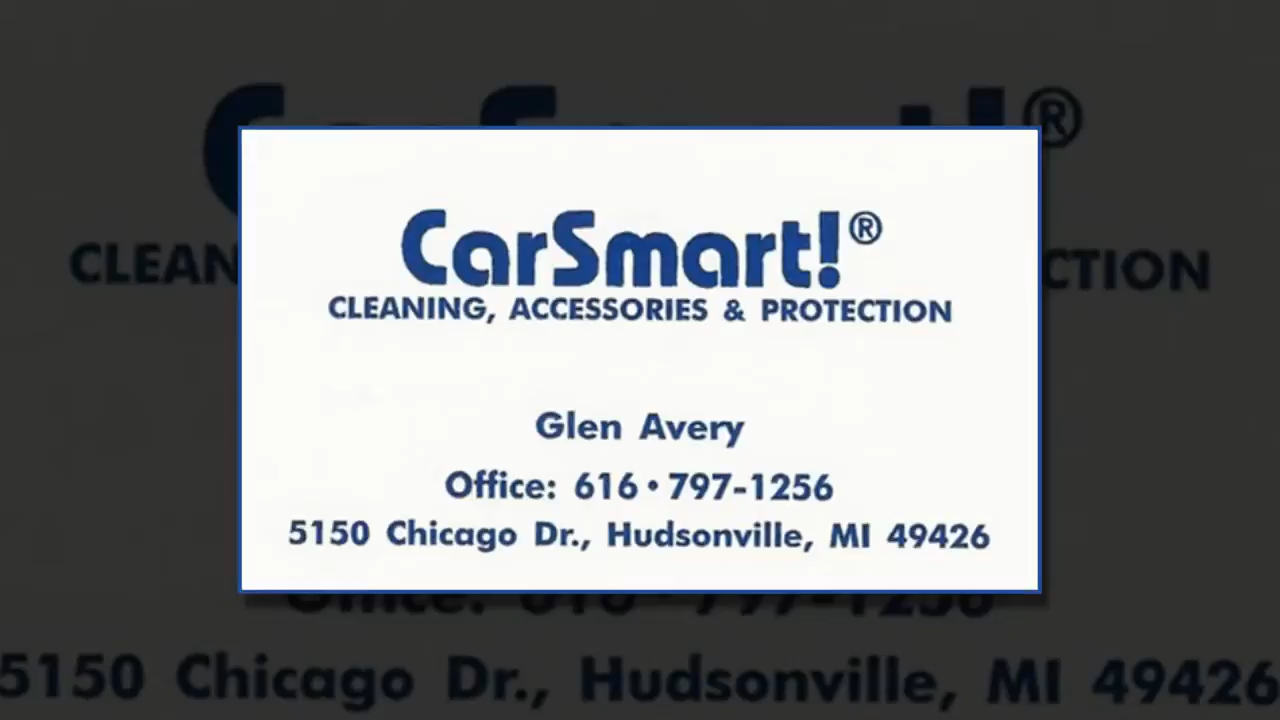 CarSmart!®
CLEANING, ACCESSORIES & PROTECTION
Glen Avery
Office: 616•797-1256
5150 Chicago Dr., Hudsonville, MI 49426